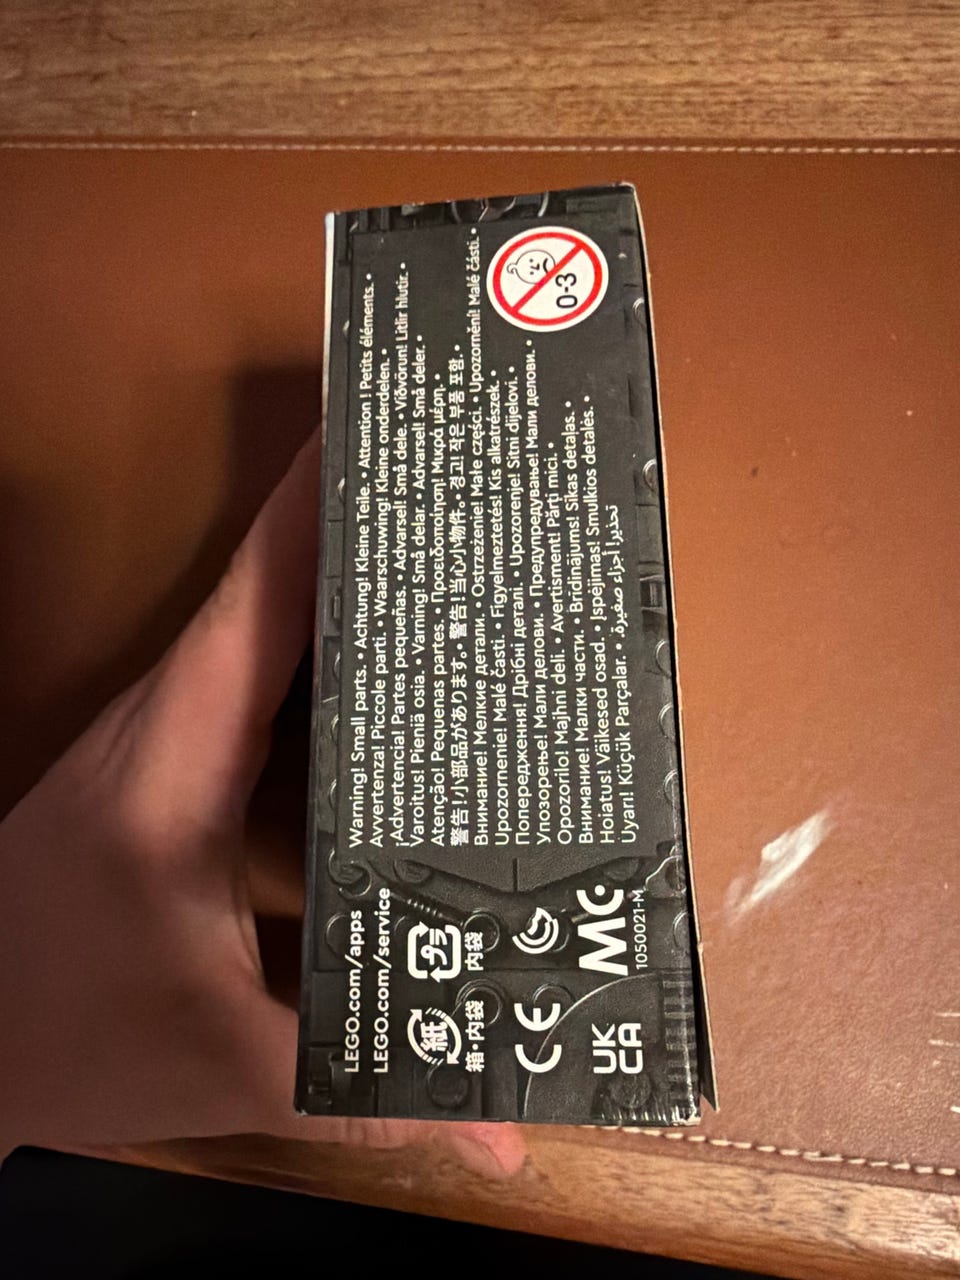 LEGO.com/apps
LEGO.com/service
紙
箱・内袋
プラ
内袋
CE
UK
CA
1050021-M
Warning! Small parts. • Achtung! Kleine Teile. • Attention ! Petits éléments. •
Avvertenza! Piccole parti. • Waarschuwing! Kleine onderdelen. •
¡Advertencia! Partes pequeñas. • Advarsel! Små dele. • Viðvörun! Litlir hlutir. •
Varoitus! Pieniä osia. • Varning! Små delar. • Advarsel! Små deler. •
Atenção! Pequenas partes. • Προειδοποίηση! Μικρά μέρη. •
警告！小部品があります。• 警告！当心小物件。• 경고! 작은 부품 포함. •
Внимание! Мелкие детали. • Ostrzeżenie! Małe części. • Upozornění! Malé části. •
Upozornenie! Malé časti. • Figyelmeztetés! Kis alkatrészek. •
Попередження! Дрібні деталі. • Upozorenje! Sitni dijelovi. •
Упозорење! Мали делови. • Предупредување! Мали делови. •
Opozorilo! Majhni deli. • Avertisment! Părți mici. •
Внимание! Малки части. • Brīdinājums! Sīkas detaļas. •
Hoiatus! Väikesed osad. • Įspėjimas! Smulkios detalės. •
Uyarı! Küçük Parçalar. • تحذير! أجزاء صغيرة.
0-3